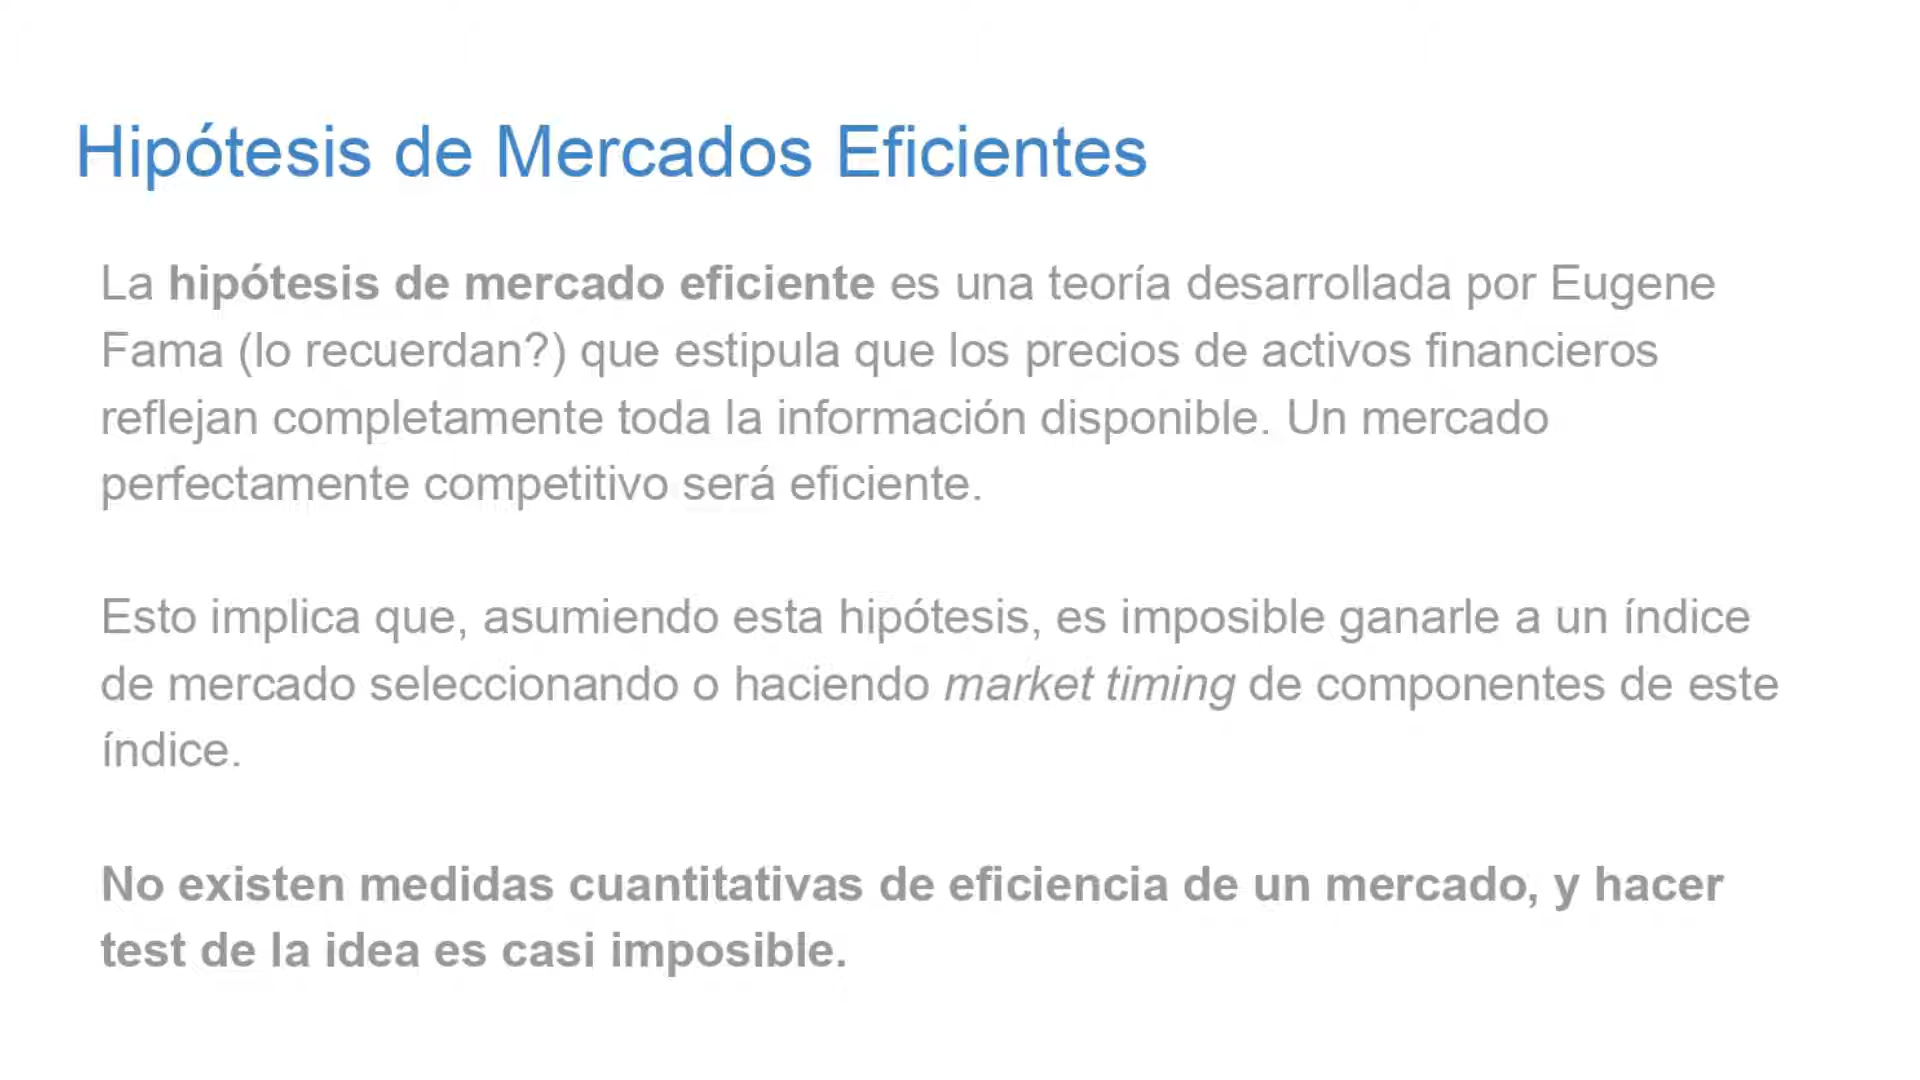 Hipótesis de Mercados Eficientes
La hipótesis de mercado eficiente es una teoría desarrollada por Eugene
Fama (lo recuerdan?) que estipula que los precios de activos financieros
reflejan completamente toda la información disponible. Un mercado
perfectamente competitivo será eficiente.
Esto implica que, asumiendo esta hipótesis, es imposible ganarle a un índice
de mercado seleccionando o haciendo market timing de componentes de este
índice.
No existen medidas cuantitativas de eficiencia de un mercado, y hacer
test de la idea es casi imposible.